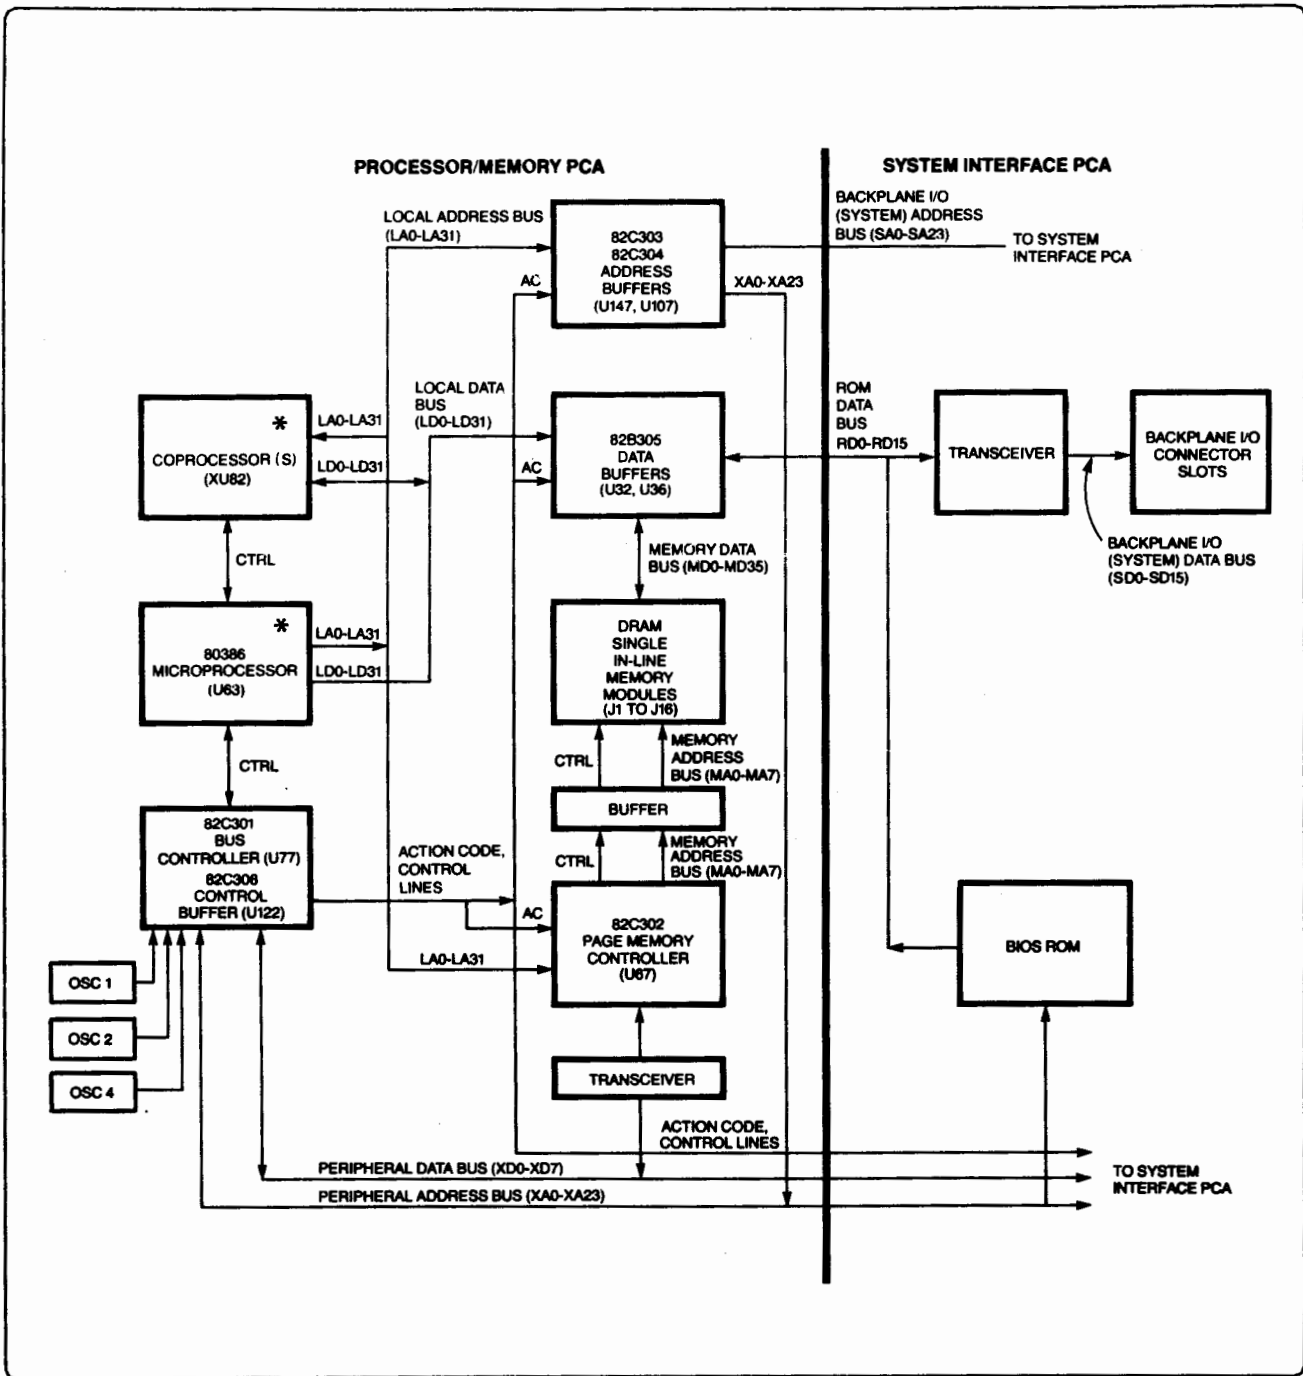 PROCESSOR/MEMORY PCA
SYSTEM INTERFACE PCA
LOCAL ADDRESS BUS
(LA0-LA31)
AC
82C303
82C304
ADDRESS
BUFFERS
(U147, U107)
XA0-XA23
BACKPLANE I/O
(SYSTEM) ADDRESS
BUS (SA0-SA23)
TO SYSTEM
INTERFACE PCA
*
COPROCESSOR (S)
(XU82)
LA0-LA31
LD0-LD31
LOCAL DATA
BUS
(LD0-LD31)
AC
82B305
DATA
BUFFERS
(U32, U36)
ROM
DATA
BUS
RD0-RD15
TRANSCEIVER
BACKPLANE I/O
CONNECTOR
SLOTS
BACKPLANE I/O
(SYSTEM) DATA BUS
(SD0-SD15)
CTRL
MEMORY DATA
BUS (MD0-MD35)
*
80386
MICROPROCESSOR
(U63)
LA0-LA31
LD0-LD31
DRAM
SINGLE
IN-LINE
MEMORY
MODULES
(J1 TO J16)
CTRL
CTRL
MEMORY
ADDRESS
BUS (MA0-MA7)
BUFFER
CTRL
MEMORY
ADDRESS
BUS (MA0-MA7)
82C301
BUS
CONTROLLER (U77)
82C306
CONTROL
BUFFER (U122)
ACTION CODE,
CONTROL
LINES
AC
LA0-LA31
82C302
PAGE MEMORY
CONTROLLER
(U67)
BIOS ROM
OSC 1
OSC 2
OSC 4
TRANSCEIVER
ACTION CODE,
CONTROL LINES
PERIPHERAL DATA BUS (XD0-XD7)
PERIPHERAL ADDRESS BUS (XA0-XA23)
TO SYSTEM
INTERFACE PCA